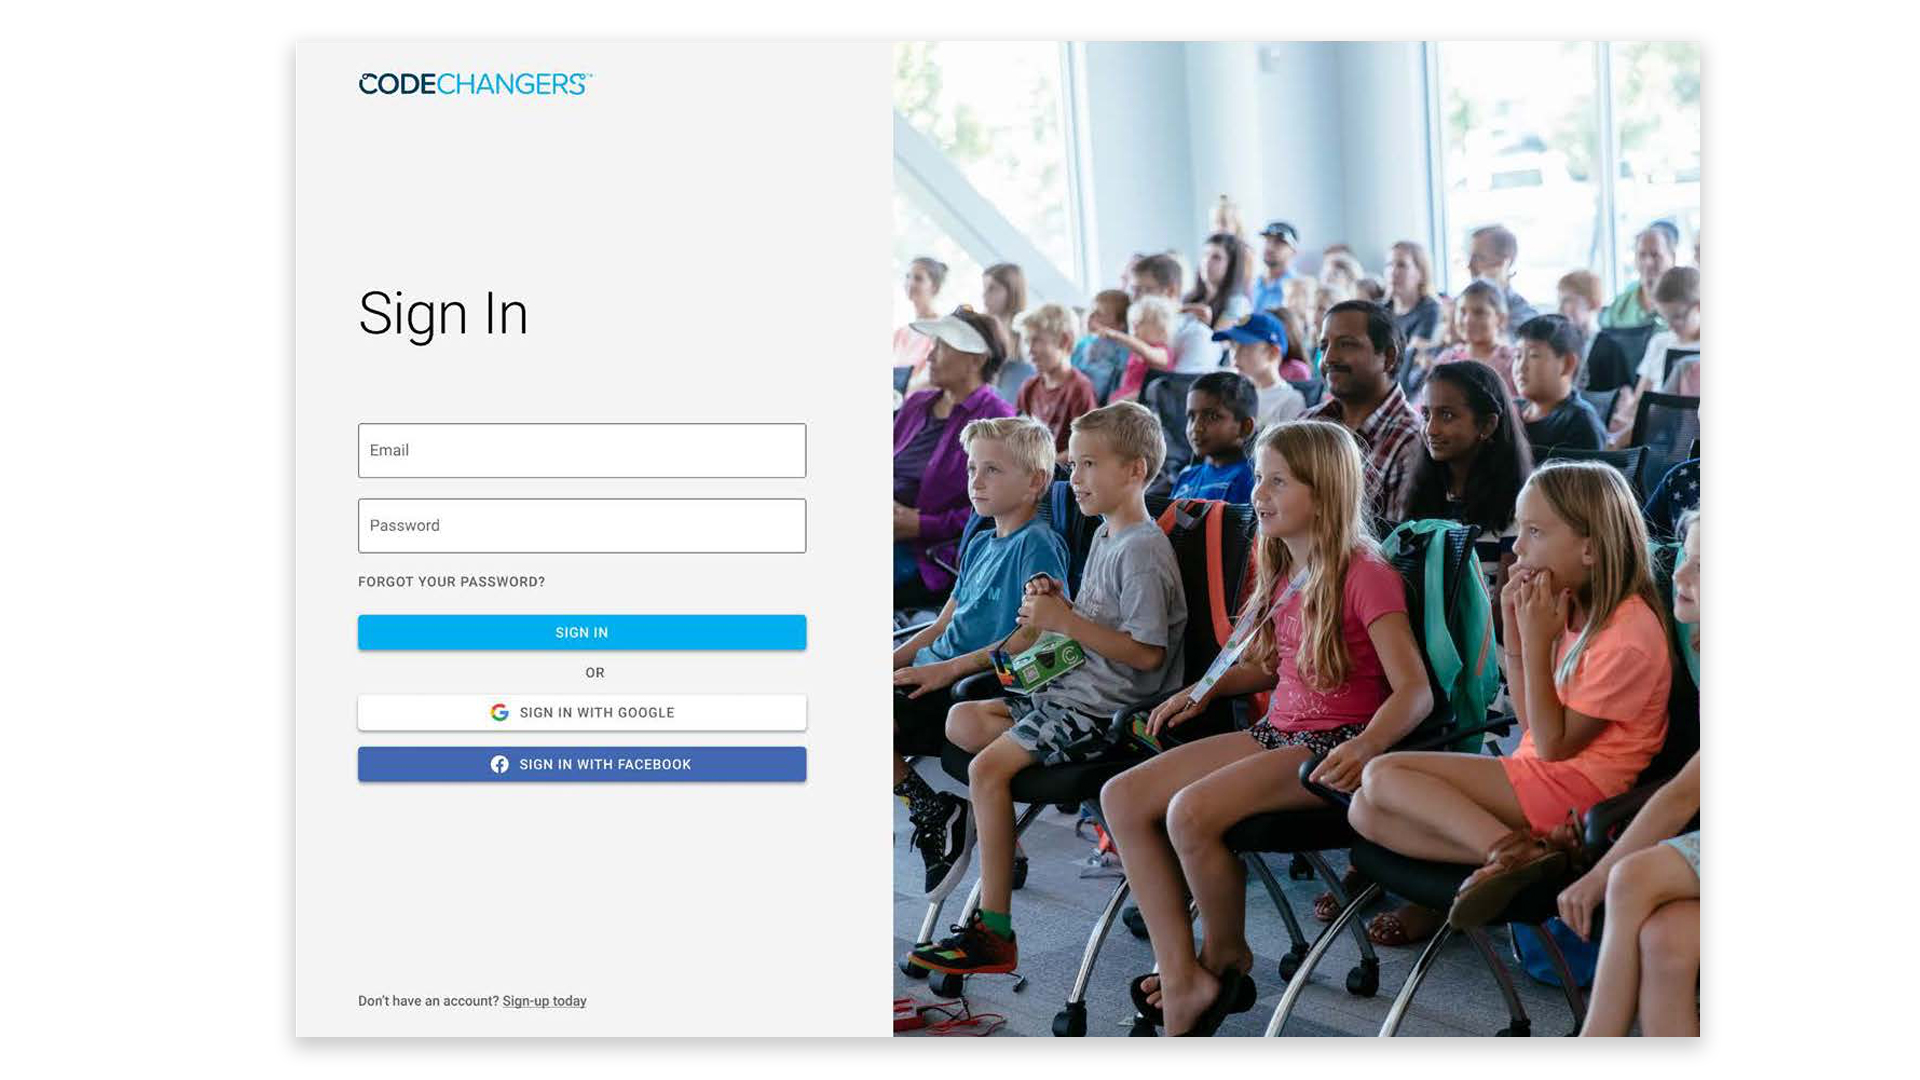 CODECHANGERS™
Sign In
Email
Password
FORGOT YOUR PASSWORD?
SIGN IN
OR
SIGN IN WITH GOOGLE
SIGN IN WITH FACEBOOK
Don't have an account? Sign-up today